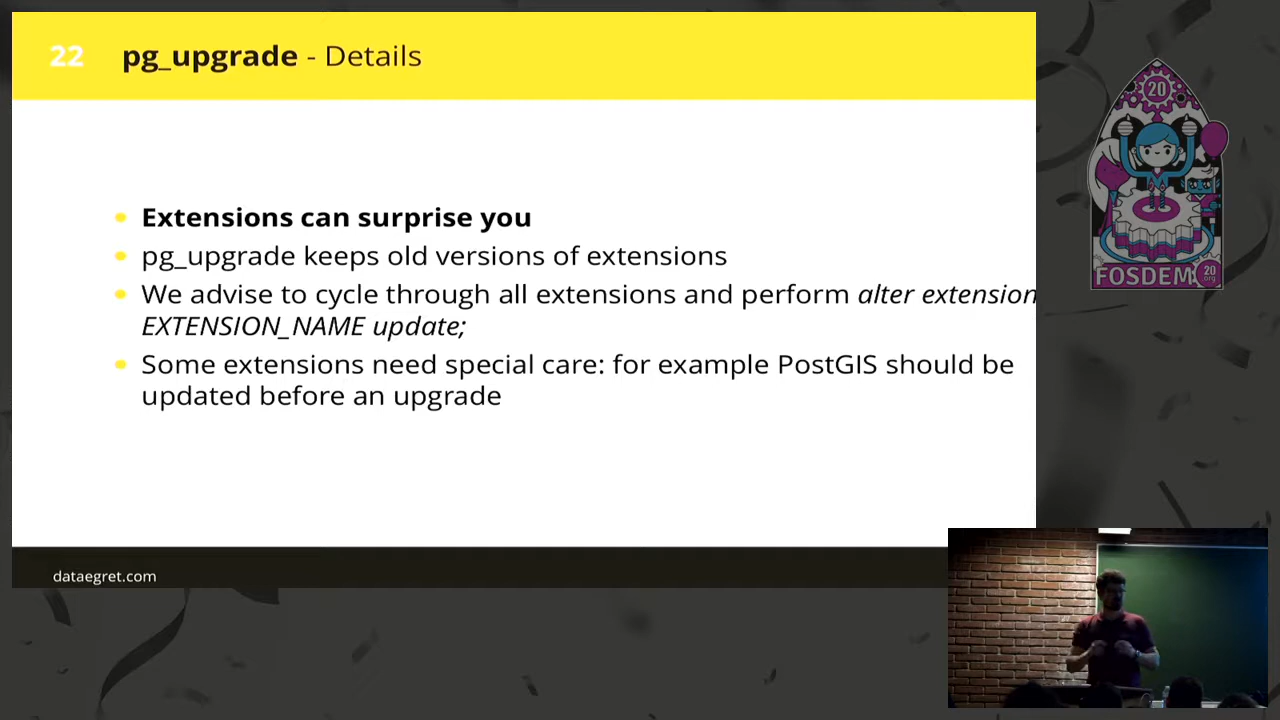 22 pg_upgrade - Details
Extensions can surprise you
pg_upgrade keeps old versions of extensions
We advise to cycle through all extensions and perform alter extension
EXTENSION_NAME update;
Some extensions need special care: for example PostGIS should be
updated before an upgrade
dataegret.com
20
FOSDEM
20
.org